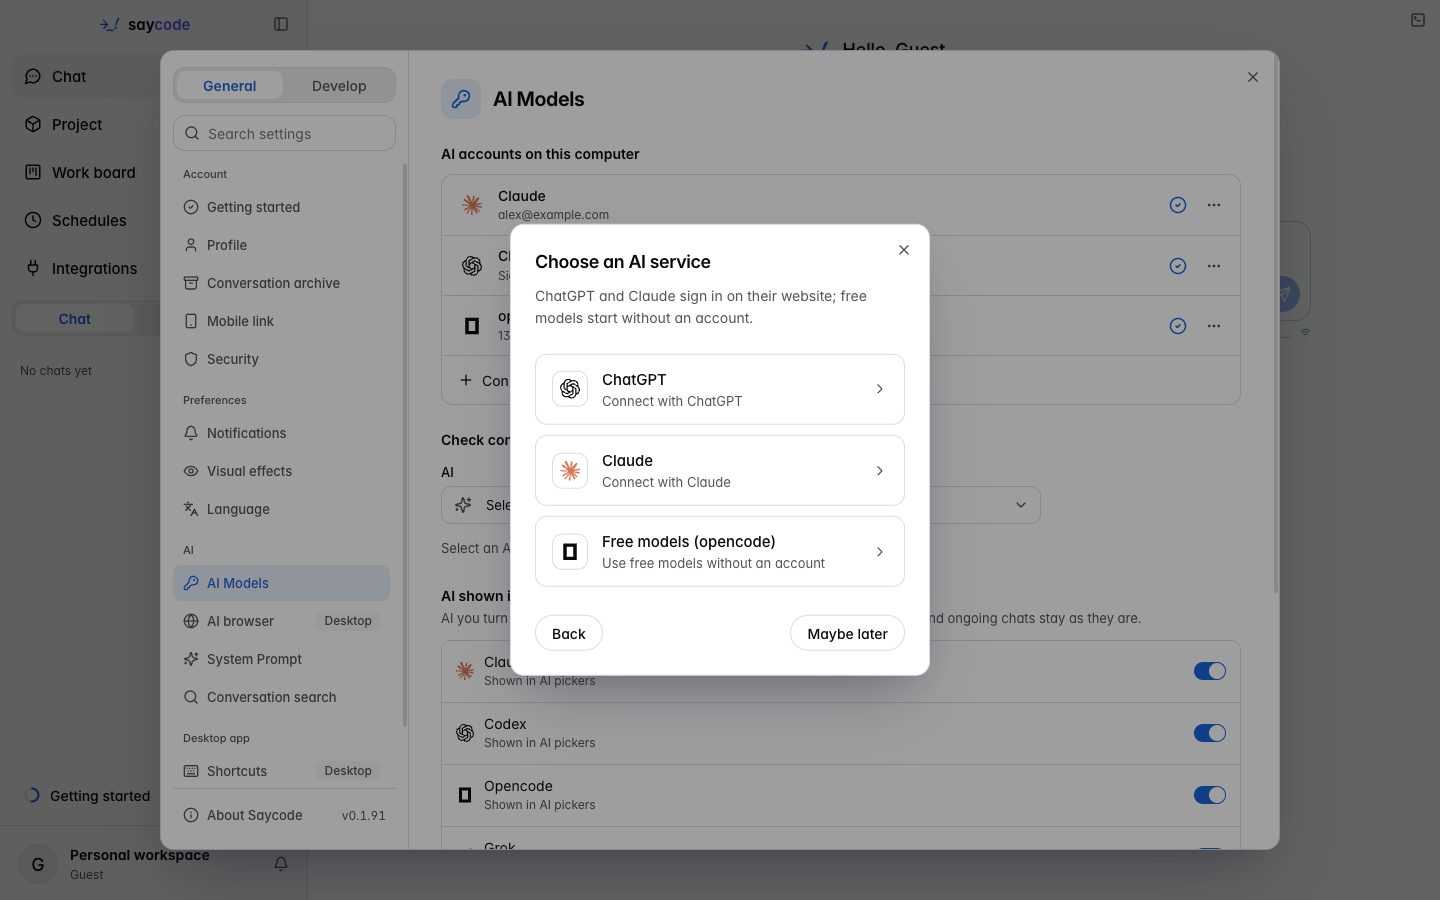 saycode
Hello, Guest
Chat
Project
Work board
Schedules
Integrations
Chat
No chats yet
Getting started
G
Personal workspace
Guest
General
Develop
Search settings
Account
Getting started
Profile
Conversation archive
Mobile link
Security
Preferences
Notifications
Visual effects
Language
AI
AI Models
AI browser
Desktop
System Prompt
Conversation search
Desktop app
Shortcuts
Desktop
About Saycode
v0.1.91
AI Models
AI accounts on this computer
Claude
alex@example.com
13
Check
AI
Select an A
AI shown
AI you turn
nd ongoing chats stay as they are.
Shown in AI pickers
Codex
Shown in AI pickers
Opencode
Shown in AI pickers
Grok
Choose an AI service
ChatGPT and Claude sign in on their website; free
models start without an account.
ChatGPT
Connect with ChatGPT
Claude
Connect with Claude
Free models (opencode)
Use free models without an account
Back
Maybe later